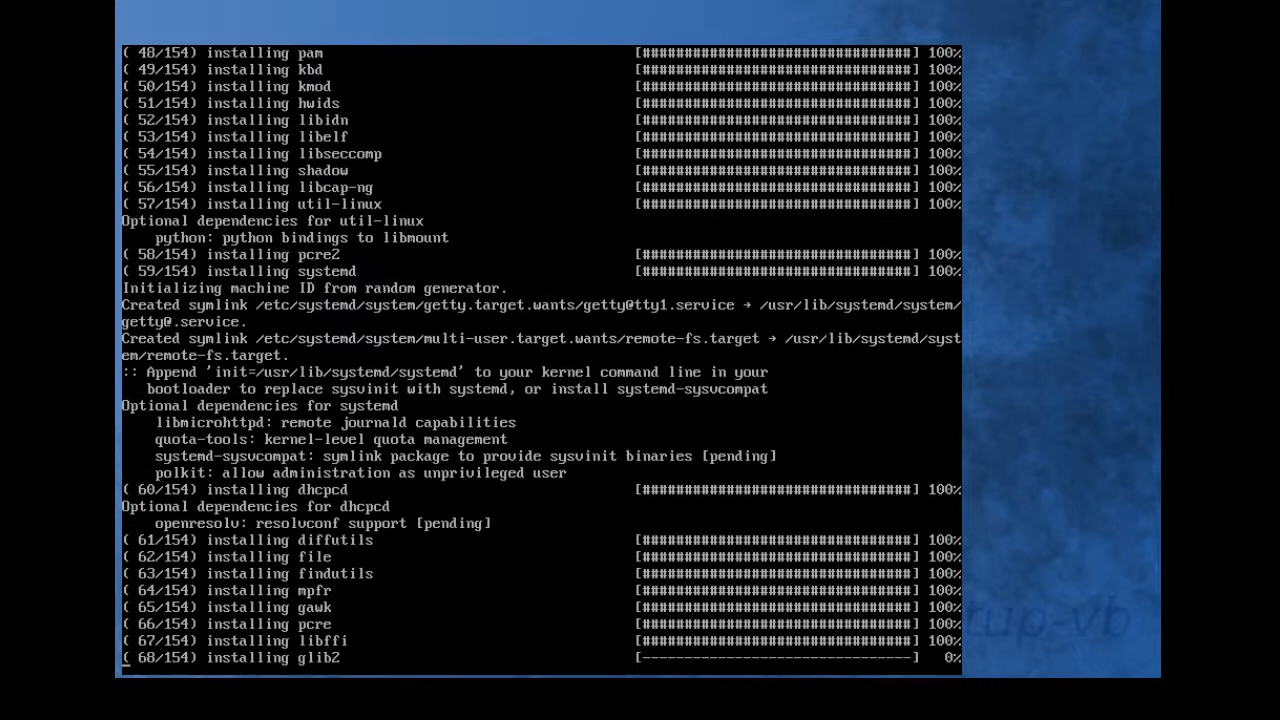 ( 48/154) installing pam [################################] 100%
( 49/154) installing kbd [################################] 100%
( 50/154) installing kmod [################################] 100%
( 51/154) installing hwids [################################] 100%
( 52/154) installing libidn [################################] 100%
( 53/154) installing libelf [################################] 100%
( 54/154) installing libseccomp [################################] 100%
( 55/154) installing shadow [################################] 100%
( 56/154) installing libcap-ng [################################] 100%
( 57/154) installing util-linux [################################] 100%
Optional dependencies for util-linux
python: python bindings to libmount
( 58/154) installing pcre2 [################################] 100%
( 59/154) installing systemd [################################] 100%
Initializing machine ID from random generator.
Created symlink /etc/systemd/system/getty.target.wants/getty@tty1.service → /usr/lib/systemd/system/
getty@.service.
Created symlink /etc/systemd/system/multi-user.target.wants/remote-fs.target → /usr/lib/systemd/syst
em/remote-fs.target.
:: Append 'init=/usr/lib/systemd/systemd' to your kernel command line in your
bootloader to replace sysvinit with systemd, or install systemd-sysvcompat
Optional dependencies for systemd
libmicrohttpd: remote journald capabilities
quota-tools: kernel-level quota management
systemd-sysvcompat: symlink package to provide sysvinit binaries [pending]
polkit: allow administration as unprivileged user
( 60/154) installing dhcpcd [################################] 100%
Optional dependencies for dhcpcd
openresolv: resolvconf support [pending]
( 61/154) installing diffutils [################################] 100%
( 62/154) installing file [################################] 100%
( 63/154) installing findutils [################################] 100%
( 64/154) installing mpfr [################################] 100%
( 65/154) installing gawk [################################] 100%
( 66/154) installing pcre [################################] 100%
( 67/154) installing libffi [################################] 100%
( 68/154) installing glib2 [--------------------------------] 0%
tup-vb